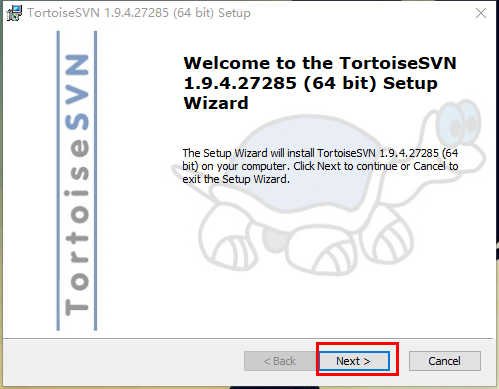 TortoiseSVN 1.9.4.27285 (64 bit) Setup
TortoiseSVN
Welcome to the TortoiseSVN
1.9.4.27285 (64 bit) Setup
Wizard
The Setup Wizard will install TortoiseSVN 1.9.4.27285 (64
bit) on your computer. Click Next to continue or Cancel to
exit the Setup Wizard.
< Back
Next >
Cancel